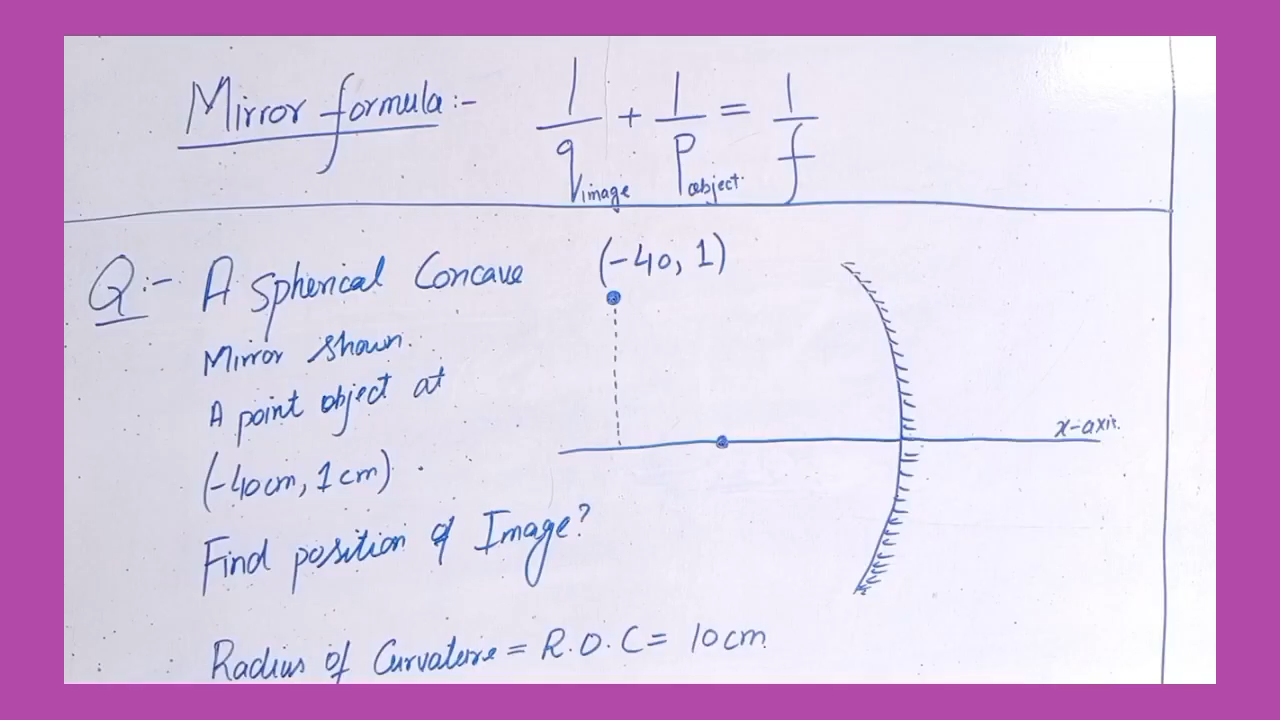 Mirror formula:- 1/q image + 1/p object = 1/f
Q:- A Spherical Concave
Mirror shown.
A point object at
(-40cm, 1cm).
Find position of Image?
Radius of Curvature = R.O.C = 10cm
(-40, 1)
x-axis.